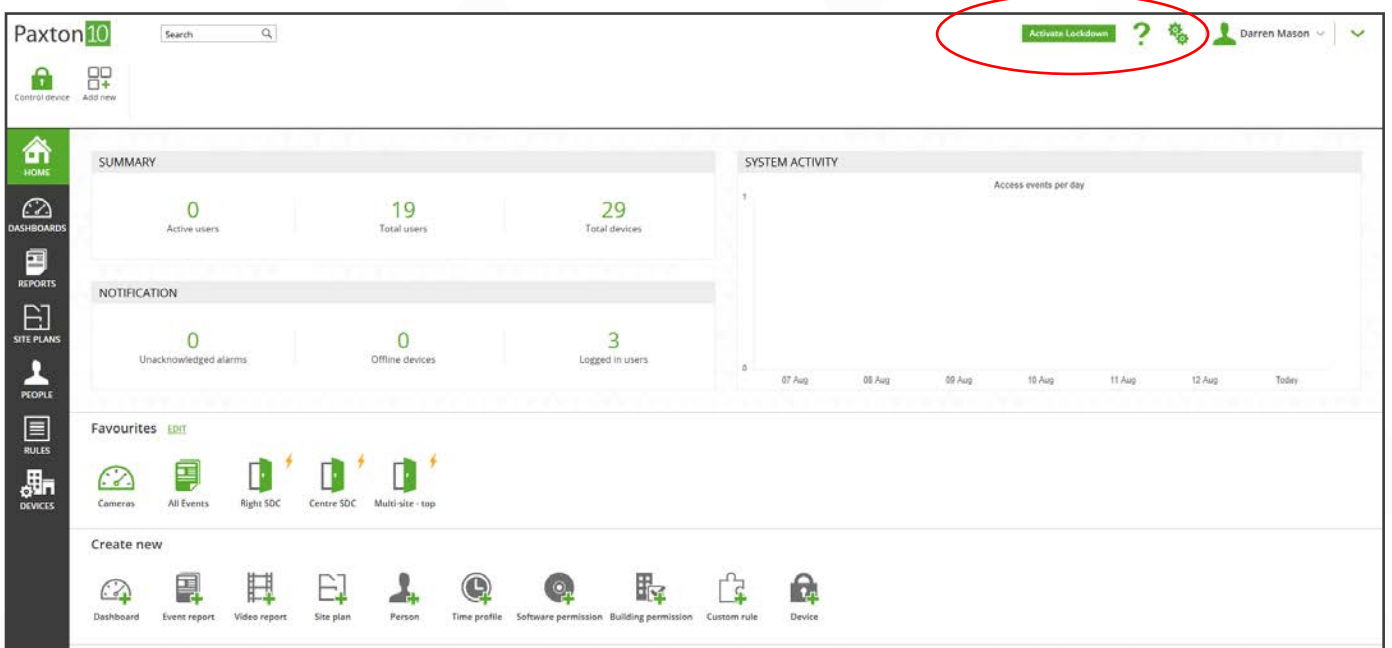 Paxton 10
Search
Activate Lockdown
?
Darren Mason
Control device
Add new
HOME
DASHBOARDS
REPORTS
SITE PLANS
PEOPLE
RULES
DEVICES
SUMMARY
0
Active users
19
Total users
29
Total devices
NOTIFICATION
0
Unacknowledged alarms
0
Offline devices
3
Logged in users
SYSTEM ACTIVITY
Access events per day
1
0
07 Aug
08 Aug
09 Aug
10 Aug
11 Aug
12 Aug
Today
Favourites EDIT
Cameras
All Events
Right SDC
Centre SDC
Multi-site - top
Create new
Dashboard
Event report
Video report
Site plan
Person
Time profile
Software permission
Building permission
Custom rule
Device